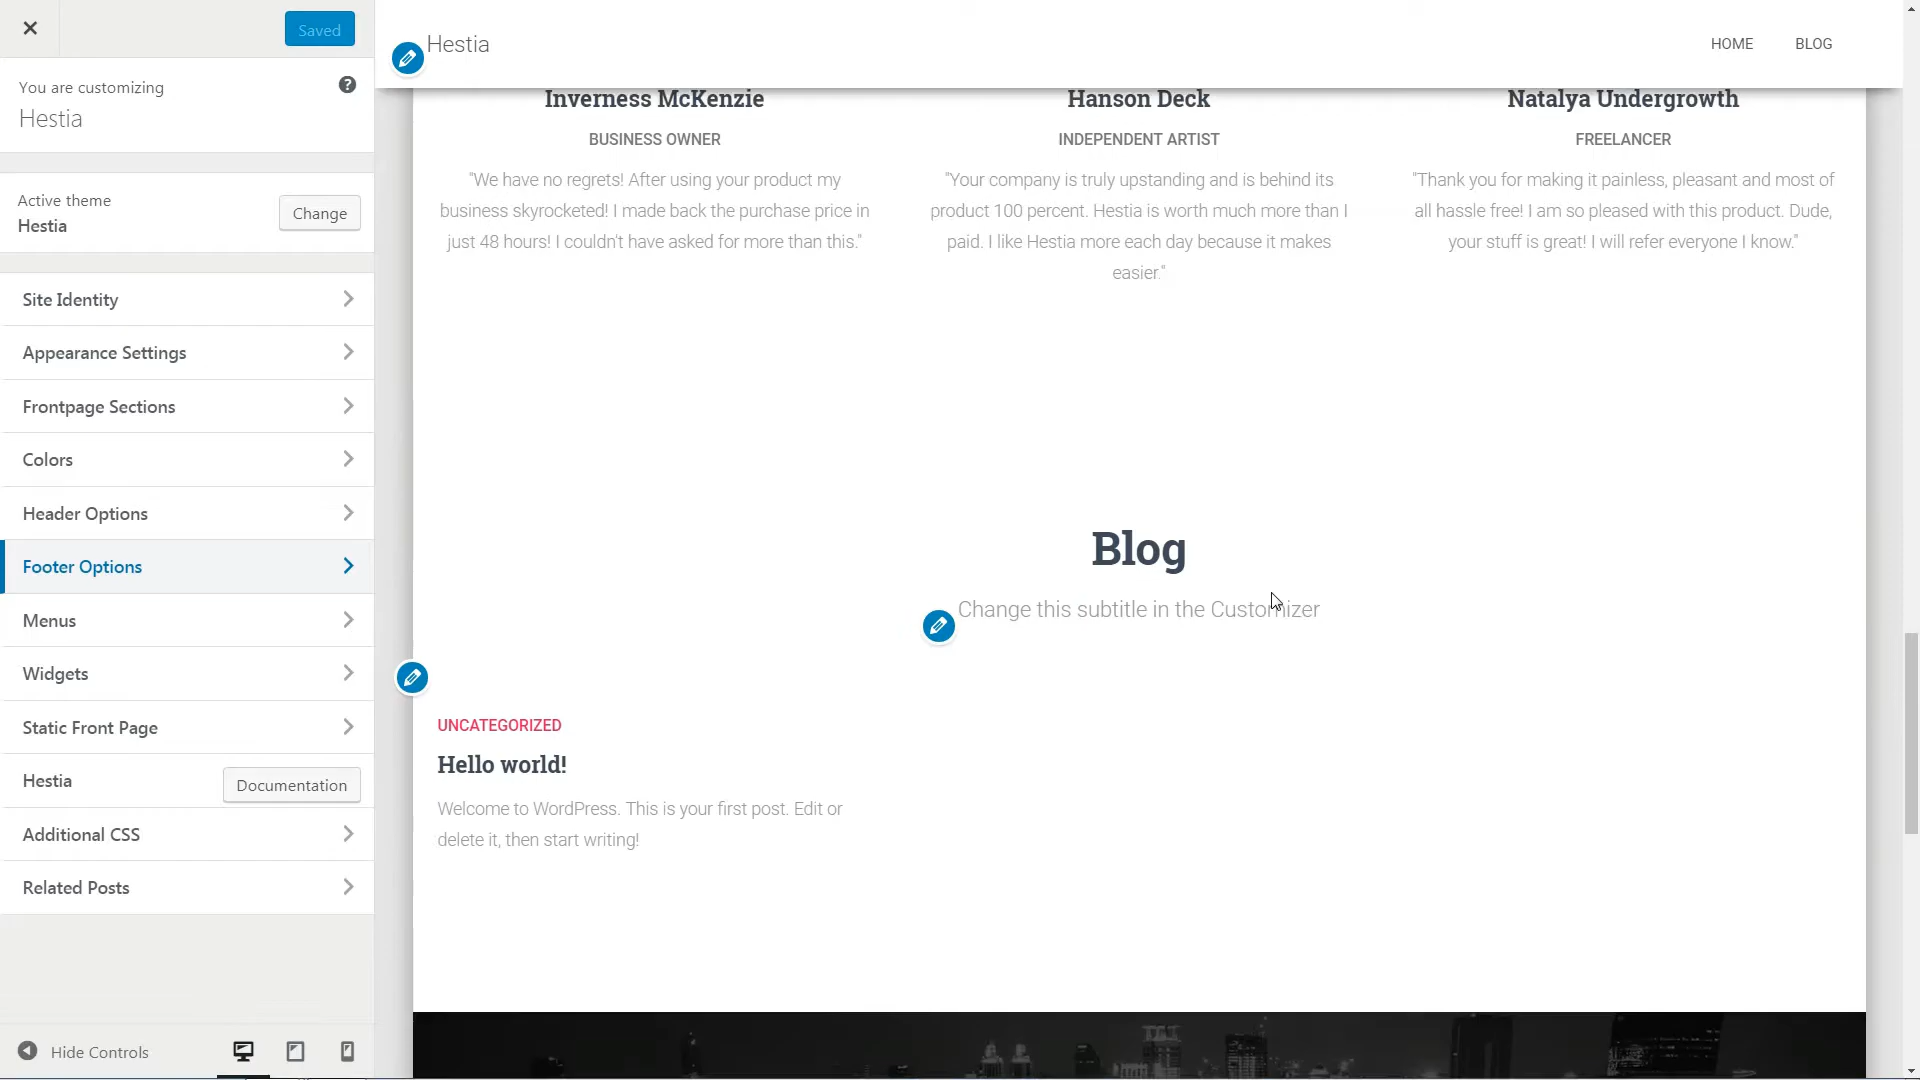 Saved
You are customizing
Hestia
Active theme
Hestia
Change
Site Identity
Appearance Settings
Frontpage Sections
Colors
Header Options
Footer Options
Menus
Widgets
Static Front Page
Hestia
Documentation
Additional CSS
Related Posts
Hide Controls
Hestia
HOME
BLOG
Inverness McKenzie
BUSINESS OWNER
"We have no regrets! After using your product my
business skyrocketed! I made back the purchase price in
just 48 hours! I couldn't have asked for more than this."
Hanson Deck
INDEPENDENT ARTIST
"Your company is truly upstanding and is behind its
product 100 percent. Hestia is worth much more than I
paid. I like Hestia more each day because it makes
easier."
Natalya Undergrowth
FREELANCER
"Thank you for making it painless, pleasant and most of
all hassle free! I am so pleased with this product. Dude,
your stuff is great! I will refer everyone I know."
Blog
Change this subtitle in the Customizer
UNCATEGORIZED
Hello world!
Welcome to WordPress. This is your first post. Edit or
delete it, then start writing!